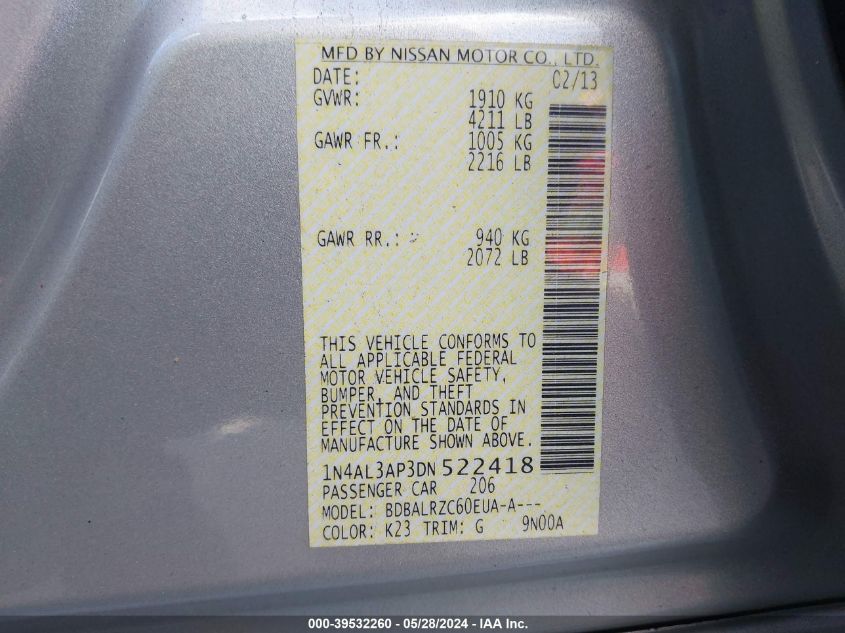 MFD BY NISSAN MOTOR CO., LTD.
DATE: 02/13
GVWR: 1910 KG
4211 LB
GAWR FR.: 1005 KG
2216 LB
GAWR RR.: 940 KG
2072 LB
THIS VEHICLE CONFORMS TO
ALL APPLICABLE FEDERAL
MOTOR VEHICLE SAFETY,
BUMPER, AND THEFT
PREVENTION STANDARDS IN
EFFECT ON THE DATE OF
MANUFACTURE SHOWN ABOVE.
1N4AL3AP3DN522418
PASSENGER CAR 206
MODEL: BDBALRZC60EUA-A---
COLOR: K23 TRIM: G 9N00A
000-39532260 - 05/28/2024 - IAA Inc.